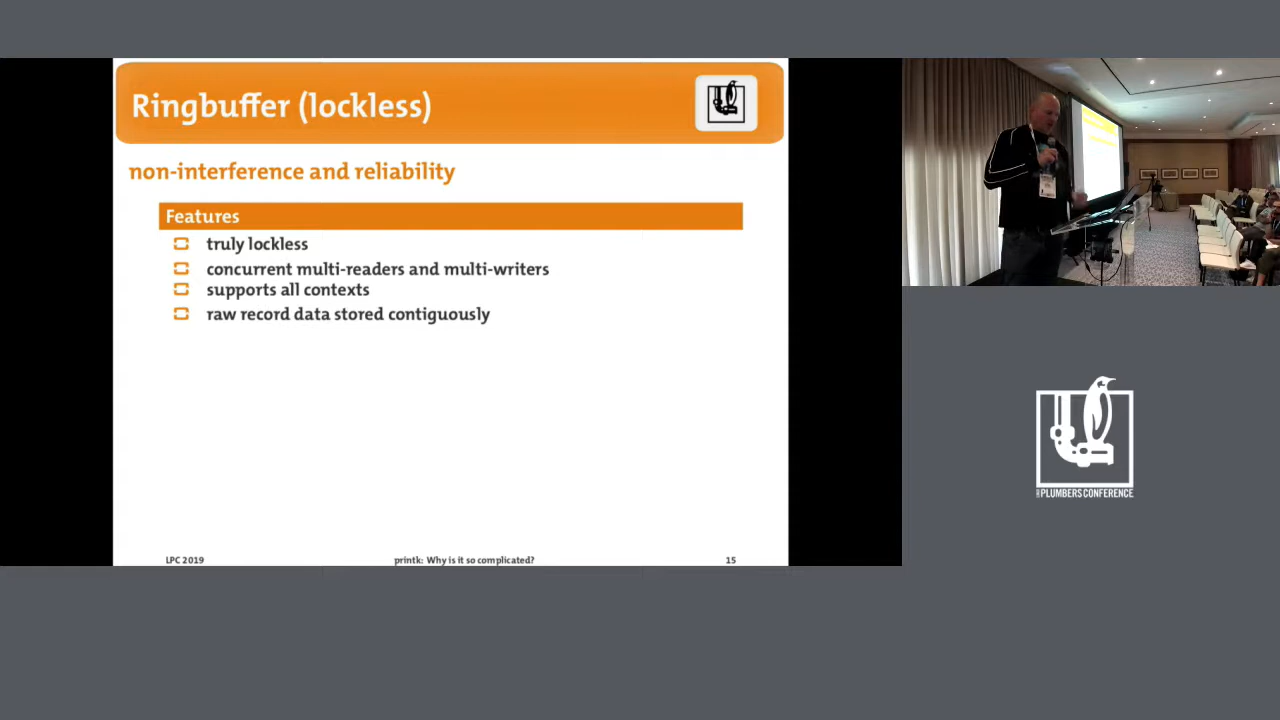 Ringbuffer (lockless)
non-interference and reliability
Features
truly lockless
concurrent multi-readers and multi-writers
supports all contexts
raw record data stored contiguously
LPC 2019
printk: Why is it so complicated?
15
PLUMBERS CONFERENCE